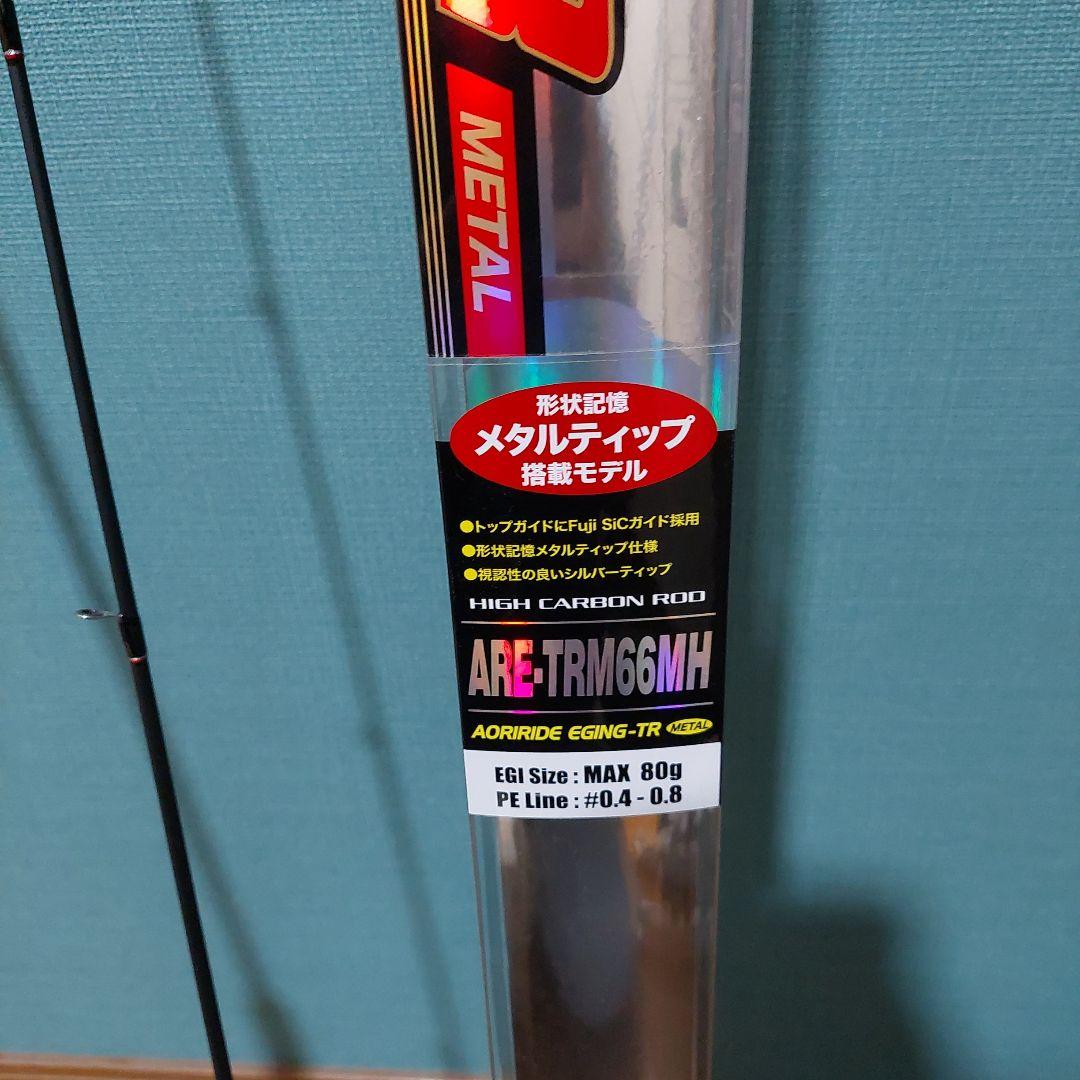 METAL
形状記憶
メタルティップ
搭載モデル
●トップガイドにFuji SiCガイド採用
●形状記憶メタルティップ仕様
●視認性の良いシルバーティップ
HIGH CARBON ROD
ARE-TRM66MH
AORIRIDE EGING-TR METAL
EGI Size : MAX 80g
PE Line : #0.4 - 0.8